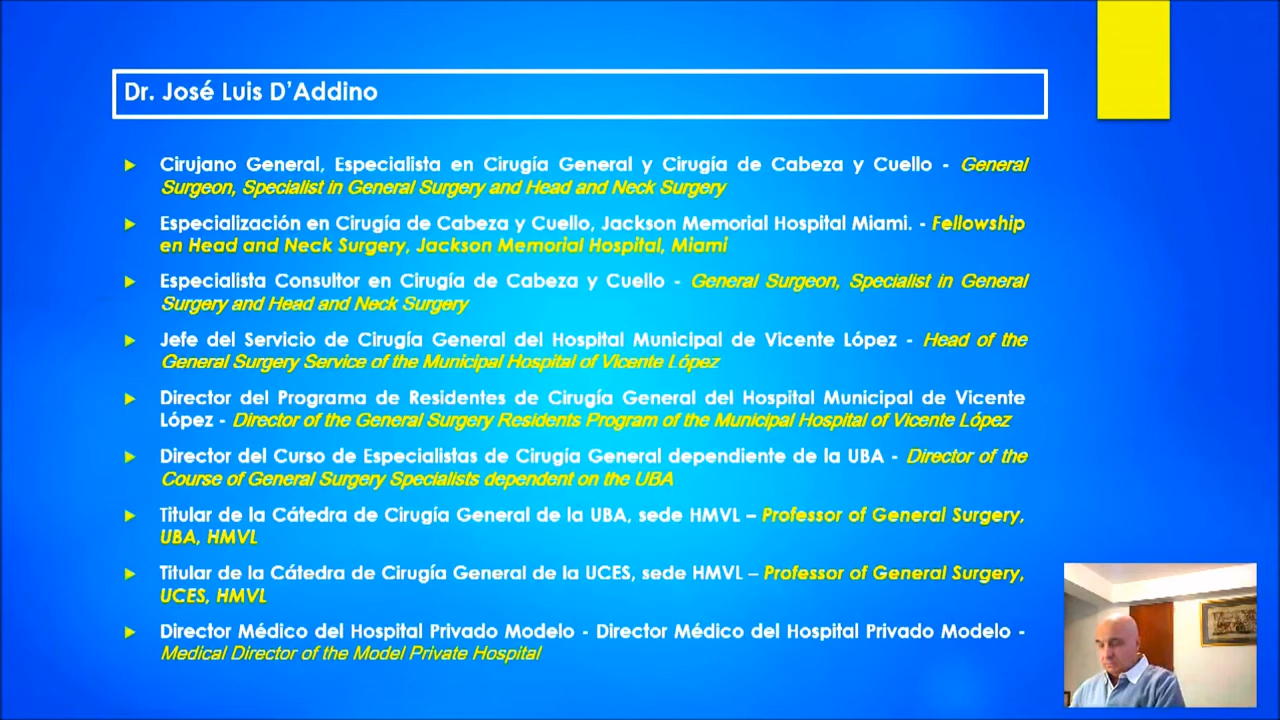 Dr. José Luis D'Addino
Cirujano General, Especialista en Cirugía General y Cirugía de Cabeza y Cuello - General
Surgeon, Specialist in General Surgery and Head and Neck Surgery
Especialización en Cirugía de Cabeza y Cuello, Jackson Memorial Hospital Miami. - Fellowship
en Head and Neck Surgery, Jackson Memorial Hospital, Miami
Especialista Consultor en Cirugía de Cabeza y Cuello - General Surgeon, Specialist in General
Surgery and Head and Neck Surgery
Jefe del Servicio de Cirugía General del Hospital Municipal de Vicente López - Head of the
General Surgery Service of the Municipal Hospital of Vicente López
Director del Programa de Residentes de Cirugía General del Hospital Municipal de Vicente
López - Director of the General Surgery Residents Program of the Municipal Hospital of Vicente López
Director del Curso de Especialistas de Cirugía General dependiente de la UBA - Director of the
Course of General Surgery Specialists dependent on the UBA
Titular de la Cátedra de Cirugía General de la UBA, sede HMVL – Professor of General Surgery,
UBA, HMVL
Titular de la Cátedra de Cirugía General de la UCES, sede HMVL – Professor of General Surgery,
UCES, HMVL
Director Médico del Hospital Privado Modelo - Director Médico del Hospital Privado Modelo -
Medical Director of the Model Private Hospital